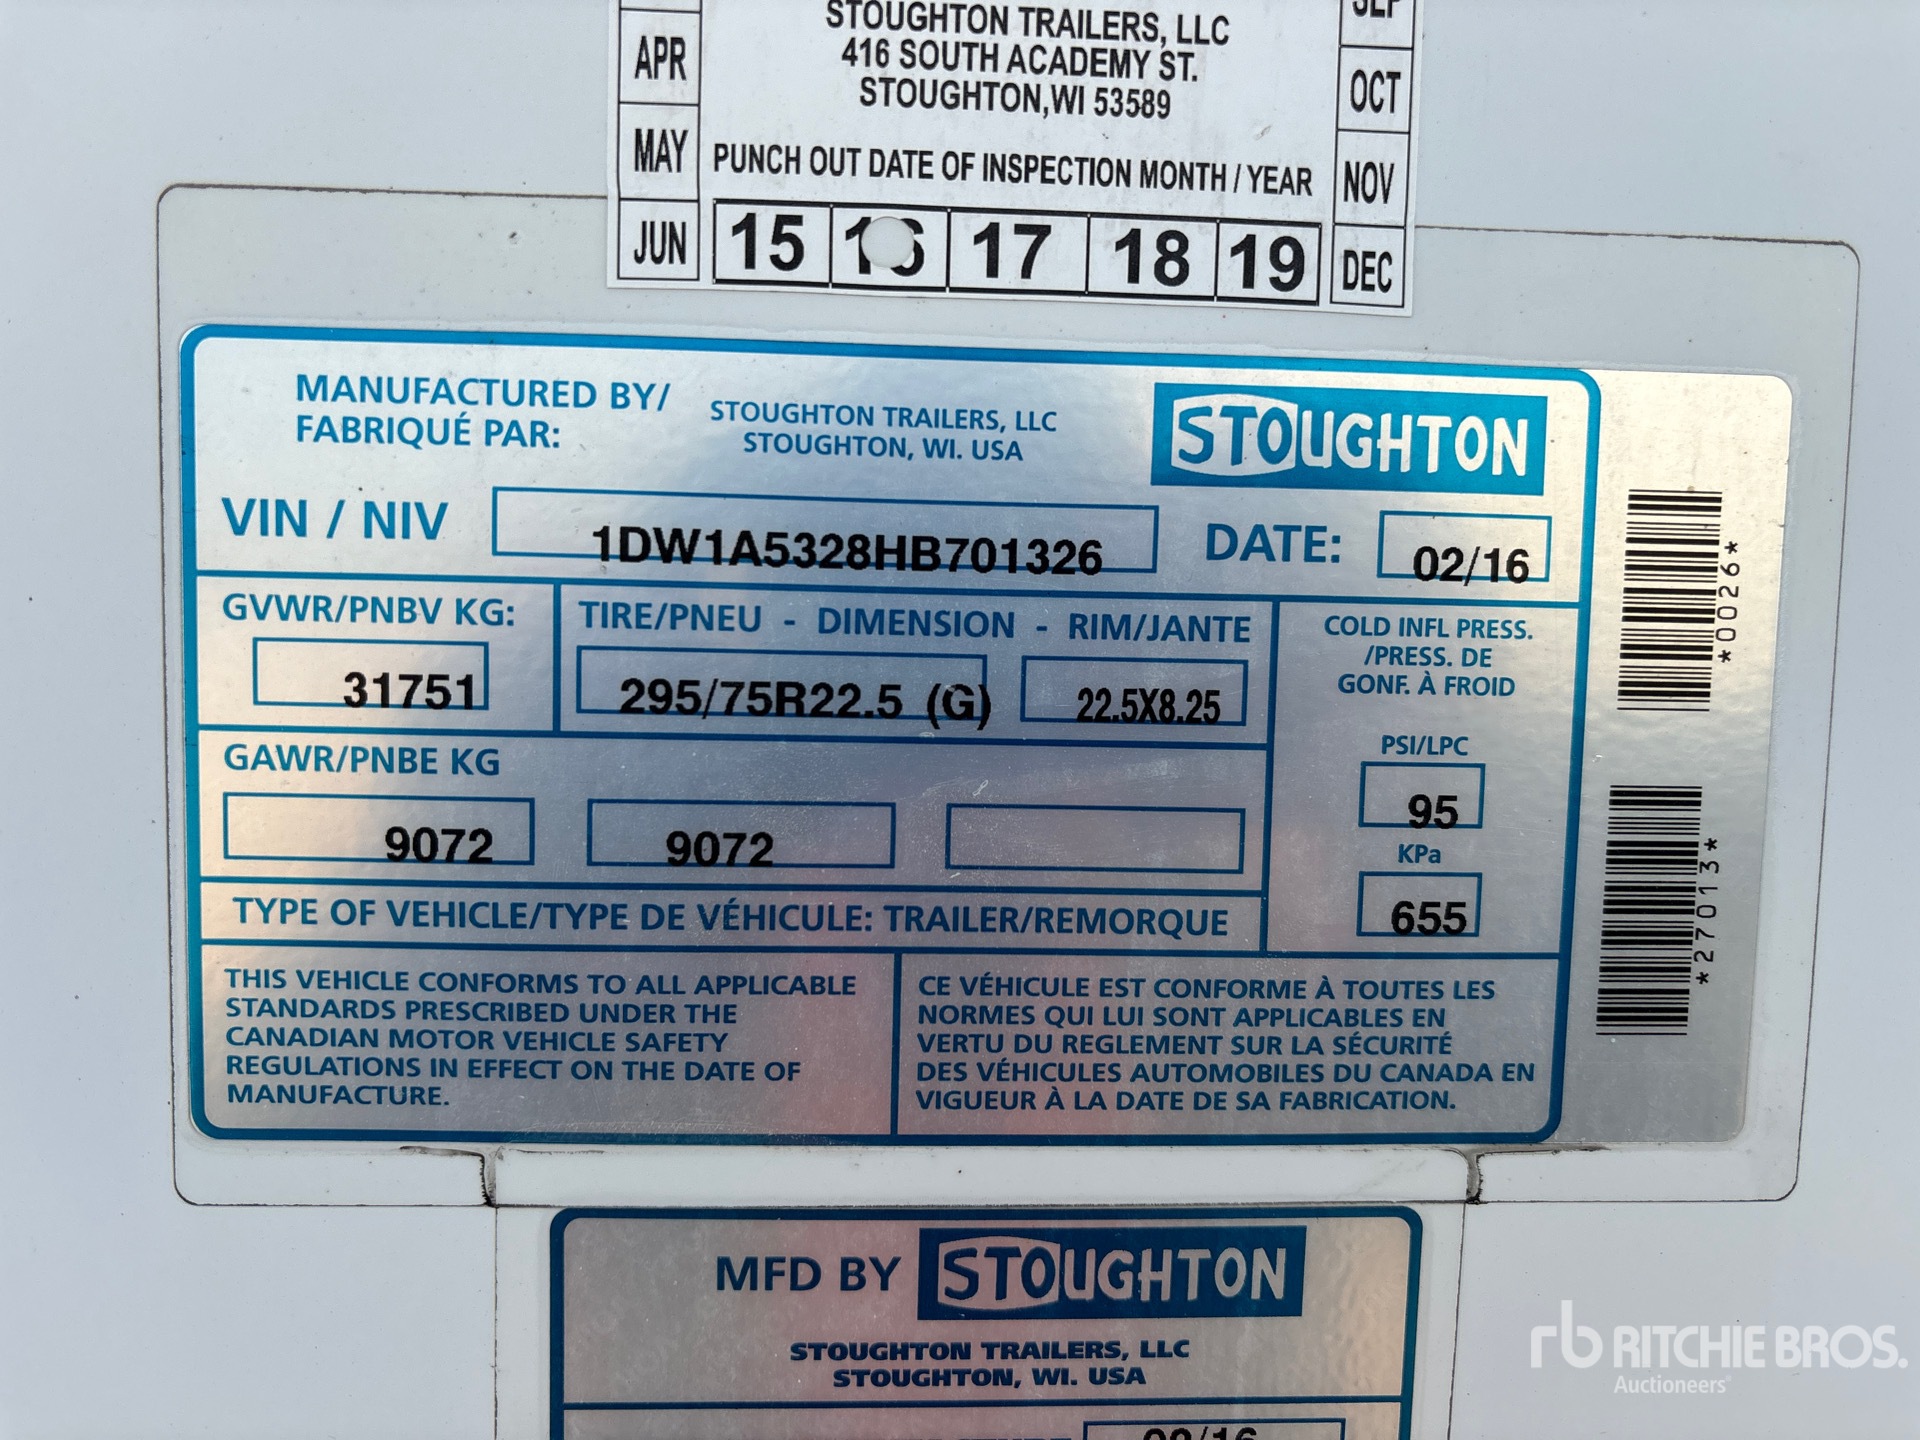 STOUGHTON TRAILERS, LLC
416 SOUTH ACADEMY ST.
STOUGHTON,WI 53589
PUNCH OUT DATE OF INSPECTION MONTH / YEAR
APR
MAY
JUN
15 16 17 18 19
SEP
OCT
NOV
DEC
MANUFACTURED BY/
FABRIQUÉ PAR:
STOUGHTON TRAILERS, LLC
STOUGHTON, WI. USA
STOUGHTON
VIN / NIV 1DW1A5328HB701326 DATE: 02/16
GVWR/PNBV KG:
31751
TIRE/PNEU - DIMENSION - RIM/JANTE
295/75R22.5 (G) 22.5X8.25
COLD INFL PRESS.
/PRESS. DE
GONF. À FROID
PSI/LPC
95
KPa
655
GAWR/PNBE KG
9072 9072
TYPE OF VEHICLE/TYPE DE VÉHICULE: TRAILER/REMORQUE
THIS VEHICLE CONFORMS TO ALL APPLICABLE
STANDARDS PRESCRIBED UNDER THE
CANADIAN MOTOR VEHICLE SAFETY
REGULATIONS IN EFFECT ON THE DATE OF
MANUFACTURE.
CE VÉHICULE EST CONFORME À TOUTES LES
NORMES QUI LUI SONT APPLICABLES EN
VERTU DU REGLEMENT SUR LA SÉCURITÉ
DES VÉHICULES AUTOMOBILES DU CANADA EN
VIGUEUR À LA DATE DE SA FABRICATION.
*0026*
*27013*
MFD BY STOUGHTON
STOUGHTON TRAILERS, LLC
STOUGHTON, WI. USA
02/16
rb RITCHIE BROS.
Auctioneers